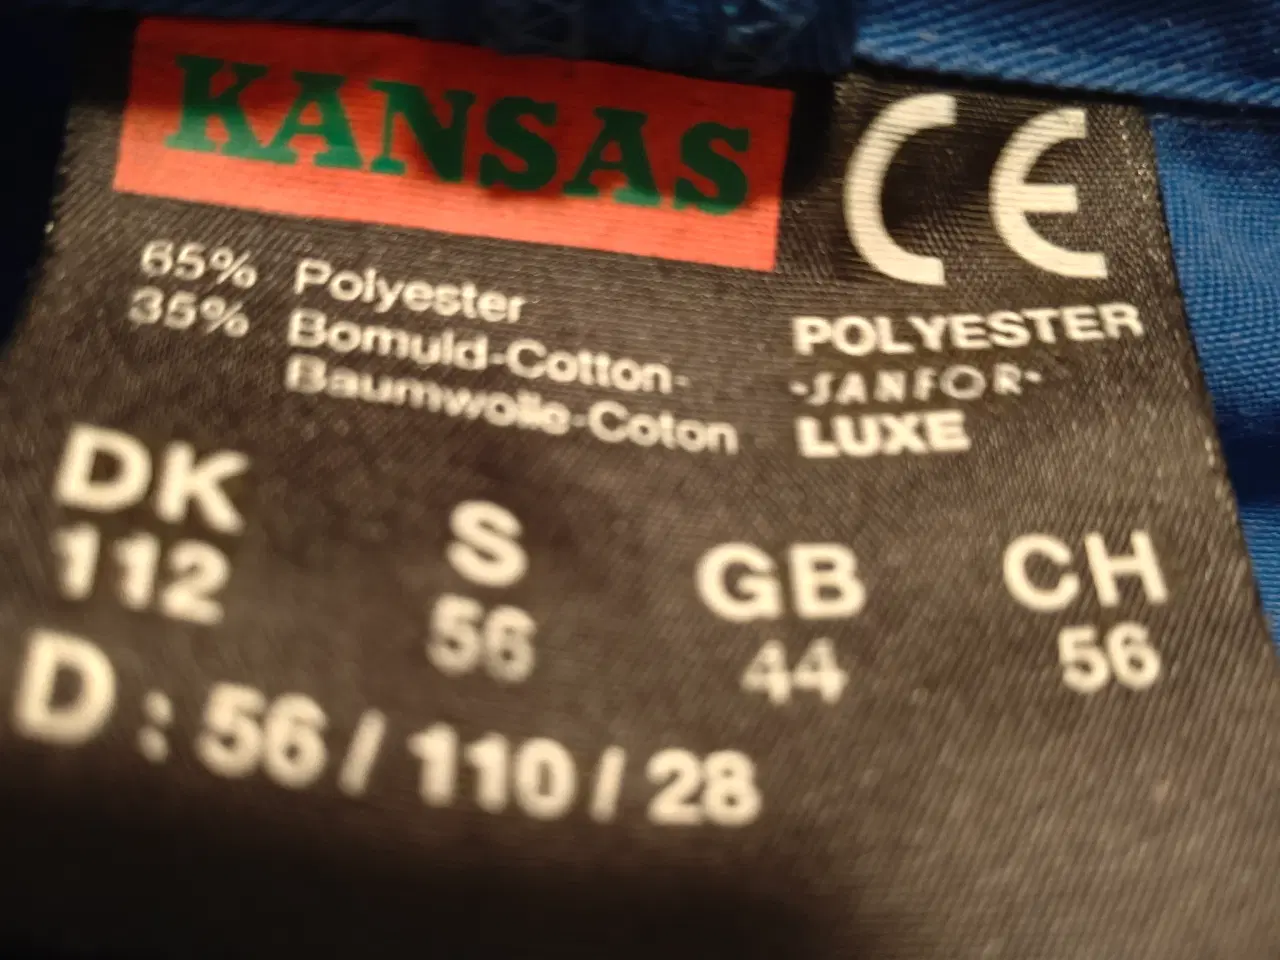 KANSAS
CE
65% Polyester
35% Bomuld-Cotton-
Baumwolle-Coton
POLYESTER
-SANFOR-
LUXE
DK S GB CH
112 56 44 56
D : 56 / 110 / 28